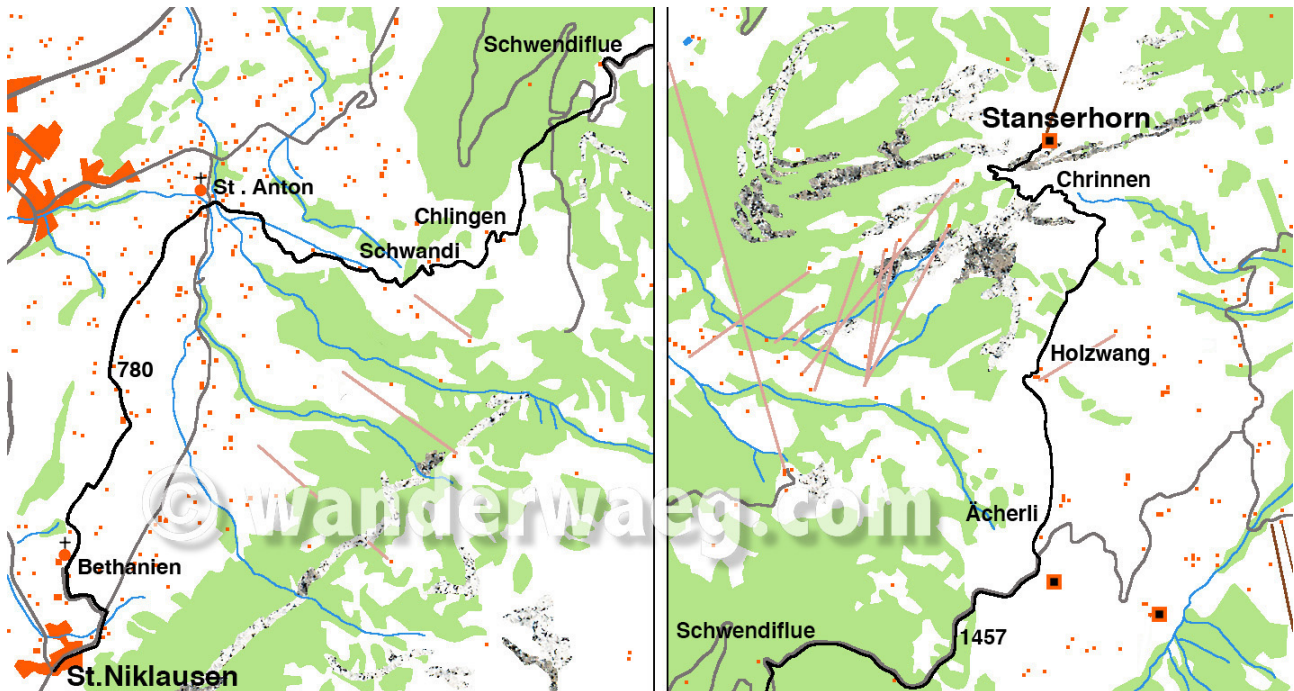 Schwendiflue
St . Anton
Chlingen
Schwandi
780
Bethanien
St.Niklausen
Stanserhorn
Chrinnen
Holzwang
Ächerli
Schwendiflue
1457
© wanderwaeg.com